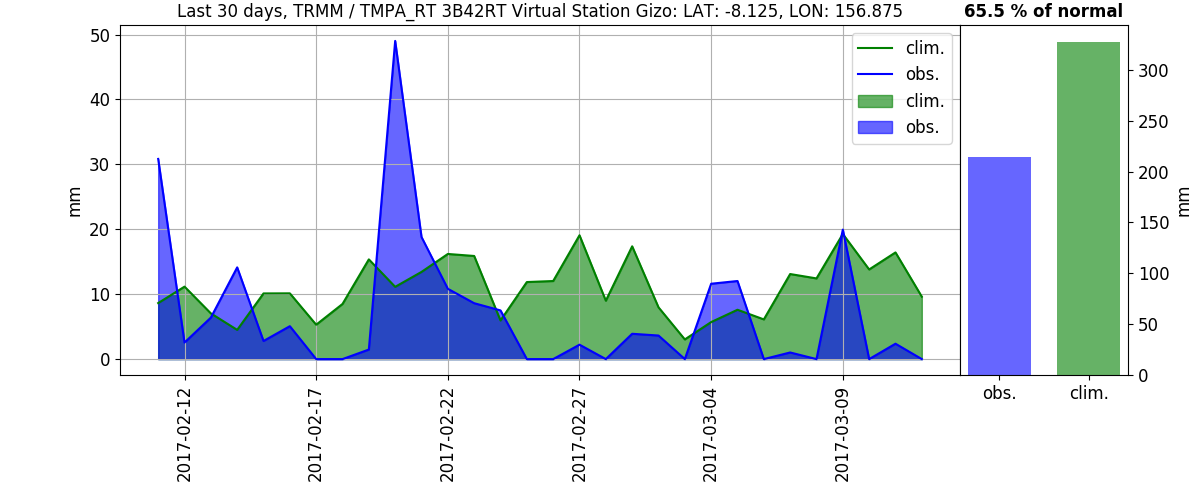 Last 30 days, TRMM / TMPA_RT 3B42RT Virtual Station Gizo: LAT: -8.125, LON: 156.875
65.5 % of normal
50
40
30
20
10
0
mm
clim.
obs.
clim.
obs.
2017-02-12
2017-02-17
2017-02-22
2017-02-27
2017-03-04
2017-03-09
300
250
200
150
100
50
0
mm
obs.
clim.